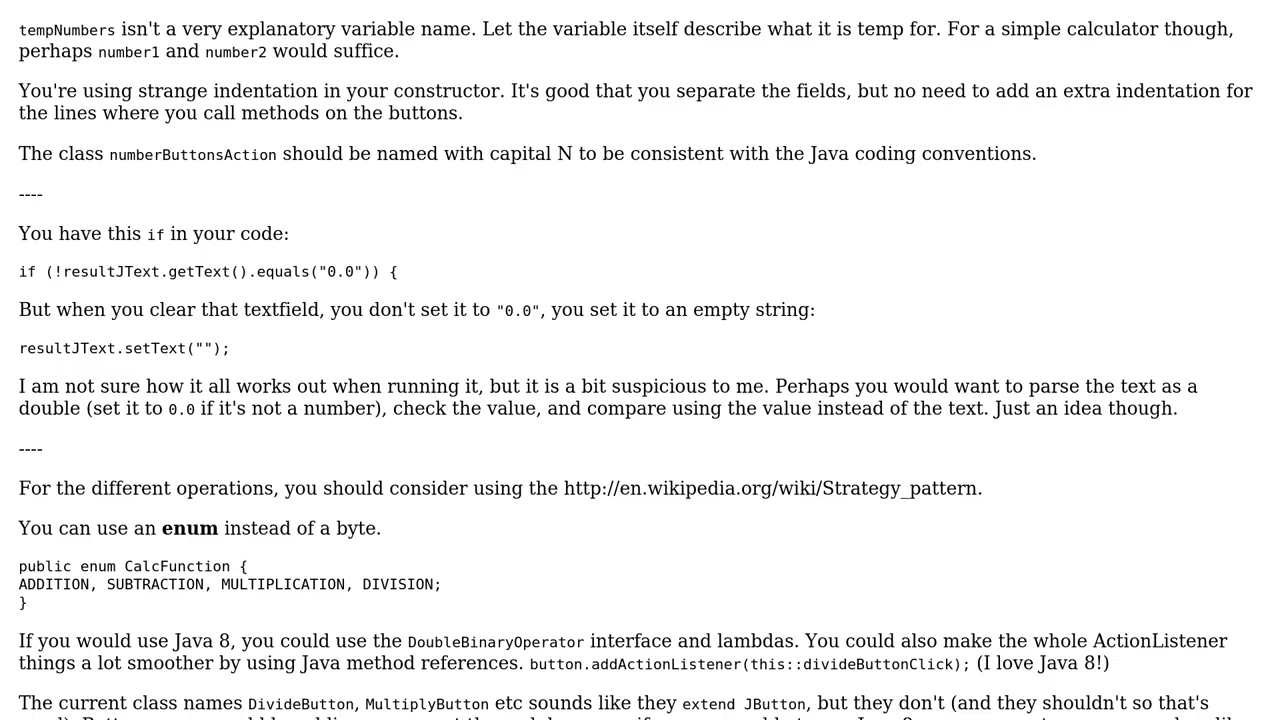 tempNumbers isn't a very explanatory variable name. Let the variable itself describe what it is temp for. For a simple calculator though,
perhaps number1 and number2 would suffice.
You're using strange indentation in your constructor. It's good that you separate the fields, but no need to add an extra indentation for
the lines where you call methods on the buttons.
The class numberButtonsAction should be named with capital N to be consistent with the Java coding conventions.
----
You have this if in your code:
if (!resultJText.getText().equals("0.0")) {
But when you clear that textfield, you don't set it to "0.0", you set it to an empty string:
resultJText.setText("");
I am not sure how it all works out when running it, but it is a bit suspicious to me. Perhaps you would want to parse the text as a
double (set it to 0.0 if it's not a number), check the value, and compare using the value instead of the text. Just an idea though.
----
For the different operations, you should consider using the http://en.wikipedia.org/wiki/Strategy_pattern.
You can use an enum instead of a byte.
public enum CalcFunction {
ADDITION, SUBTRACTION, MULTIPLICATION, DIVISION;
}
If you would use Java 8, you could use the DoubleBinaryOperator interface and lambdas. You could also make the whole ActionListener
things a lot smoother by using Java method references. button.addActionListener(this::divideButtonClick); (I love Java 8!)
The current class names DivideButton, MultiplyButton etc sounds like they extend JButton, but they don't (and they shouldn't so that's